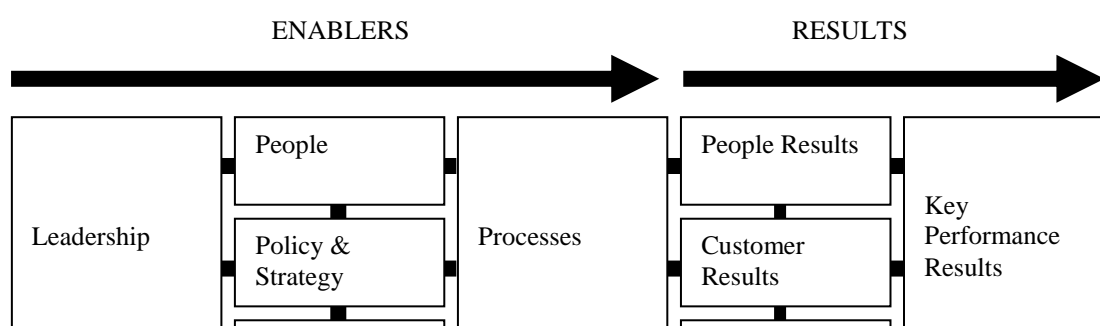 ENABLERS
RESULTS
Leadership
People
Policy &
Strategy
Processes
People Results
Customer
Results
Key
Performance
Results